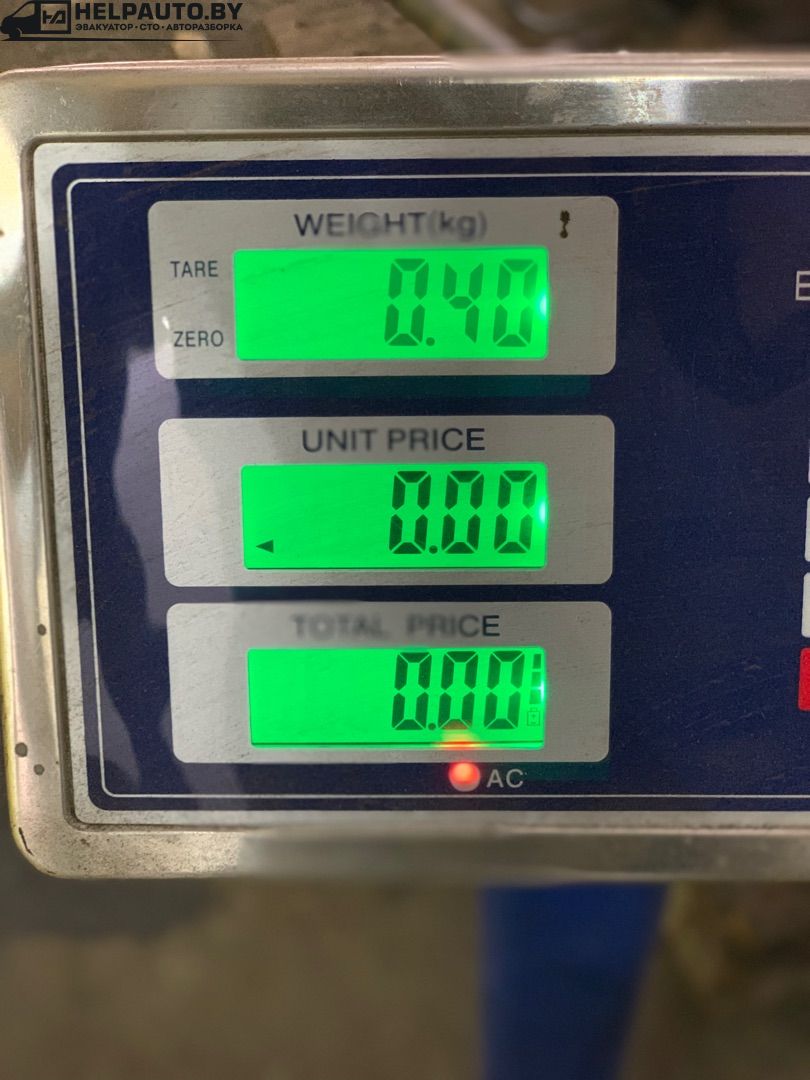 HELPAUTO.BY
ЭВАКУАТОР•СТО•АВТОРАЗБОРКА
WEIGHT(kg)
TARE
0.40
ZERO
UNIT PRICE
0.00
TOTAL PRICE
0.00
AC